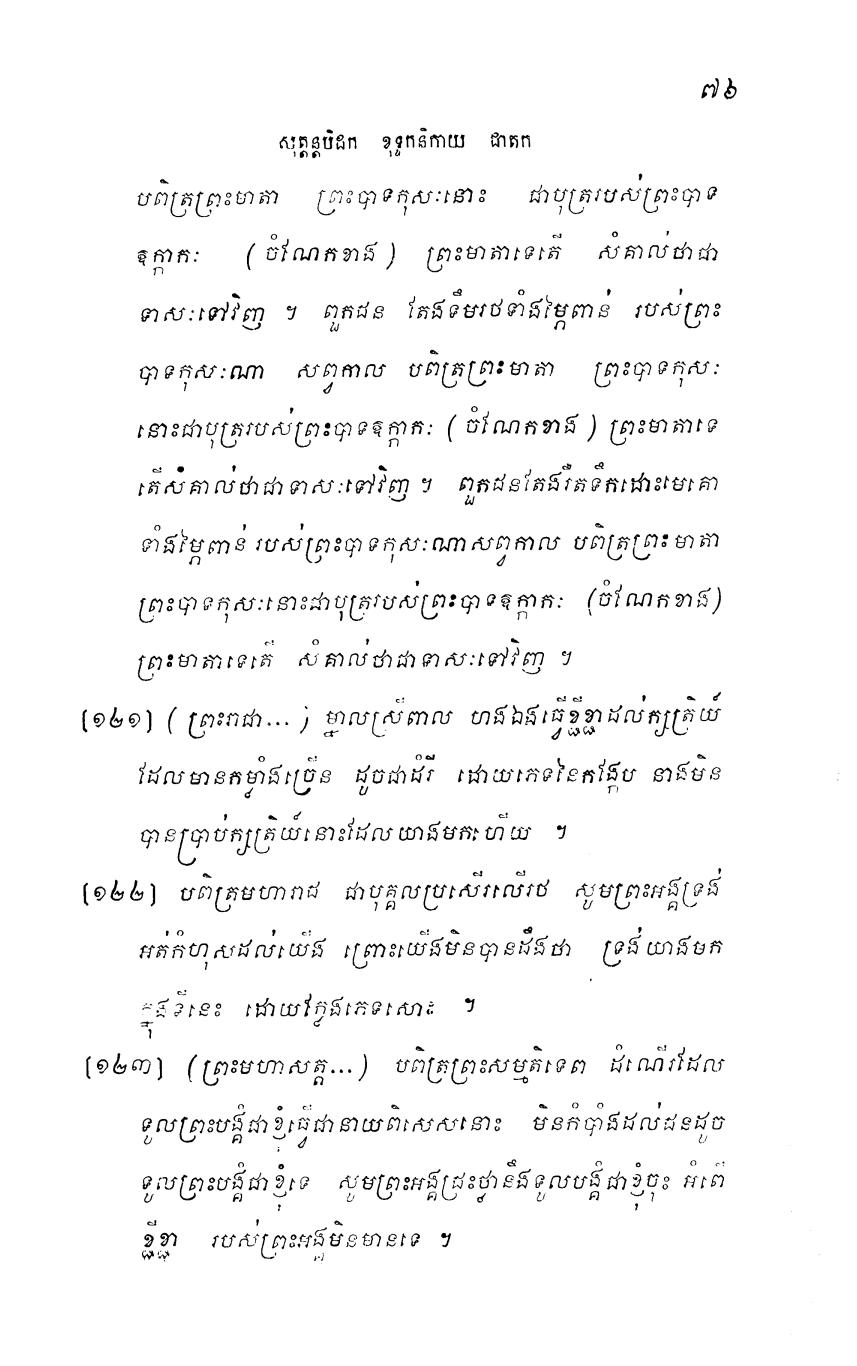 ៧៦
សុត្តន្តបិដក ខុទ្ទកនិកាយ ជាតក
បពិត្រព្រះមាតា ព្រះបាទកុសៈនោះ ជាបុត្ររបស់ព្រះបាទ
ឧក្កាកៈ (ចំណែកខាង) ព្រះមាតាទេតើ សំគាល់ថាជា
ទាសៈទៅវិញ ។ ពួកជន តែងទឹមរថទាំងម្ភៃពាន់ របស់ព្រះ
បាទកុសៈណា សព្វកាល បពិត្រព្រះមាតា ព្រះបាទកុសៈ
នោះជាបុត្ររបស់ព្រះបាទឧក្កាកៈ (ចំណែកខាង) ព្រះមាតាទេ
តើសំគាល់ថាជាទាសៈទៅវិញ ។ ពួកជនតែងរឹតទឹកដោះមេគោ
ទាំងម្ភៃពាន់ របស់ព្រះបាទកុសៈណាសព្វកាល បពិត្រព្រះមាតា
ព្រះបាទកុសៈនោះជាបុត្ររបស់ព្រះបាទឧក្កាកៈ (ចំណែកខាង)
ព្រះមាតាទេតើ សំគាល់ថាជាទាសៈទៅវិញ ។
[១២១] (ព្រះរាជា...) ម្នាលស្រីពាល ហងឯងធ្វើខ្ជីខ្ជាដល់ក្សត្រិយ៍
ដែលមានកម្លាំងច្រើន ដូចជាដំរី ដោយភេទនៃកង្កែប នាងមិន
បានប្រាប់ក្សត្រិយ៍នោះដែលយាងមកហើយ ។
[១២២] បពិត្រមហារាជ ជាបុគ្គលប្រសើរលើរថ សូមព្រះអង្គទ្រង់
អត់កំហុសដល់យើង ព្រោះយើងមិនបានដឹងថា ទ្រង់យាងមក
ក្នុងទីនេះ ដោយក្លែងភេទសោះ ។
[១២៣] (ព្រះមហាសត្ត...) បពិត្រព្រះសម្មតិទេព ដំណើរដែល
ទូលព្រះបង្គំជាខ្ញុំធ្វើជានាយពិសេសនោះ មិនកំបាំងដល់ជនដូច
ទូលព្រះបង្គំជាខ្ញុំទេ សូមព្រះអង្គជ្រះថ្លានឹងទូលបង្គំជាខ្ញុំចុះ អំពើ
ខ្ជីខ្ជា របស់ព្រះអង្គមិនមានទេ ។